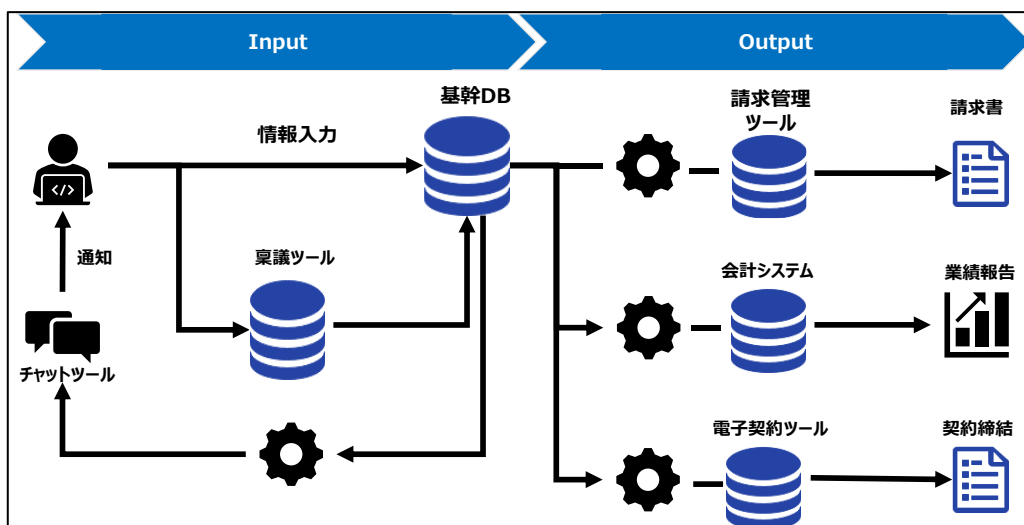 Input
Output
基幹DB
請求管理
ツール
請求書
情報入力
</>
通知
稟議ツール
会計システム
業績報告
チャットツール
電子契約ツール
契約締結